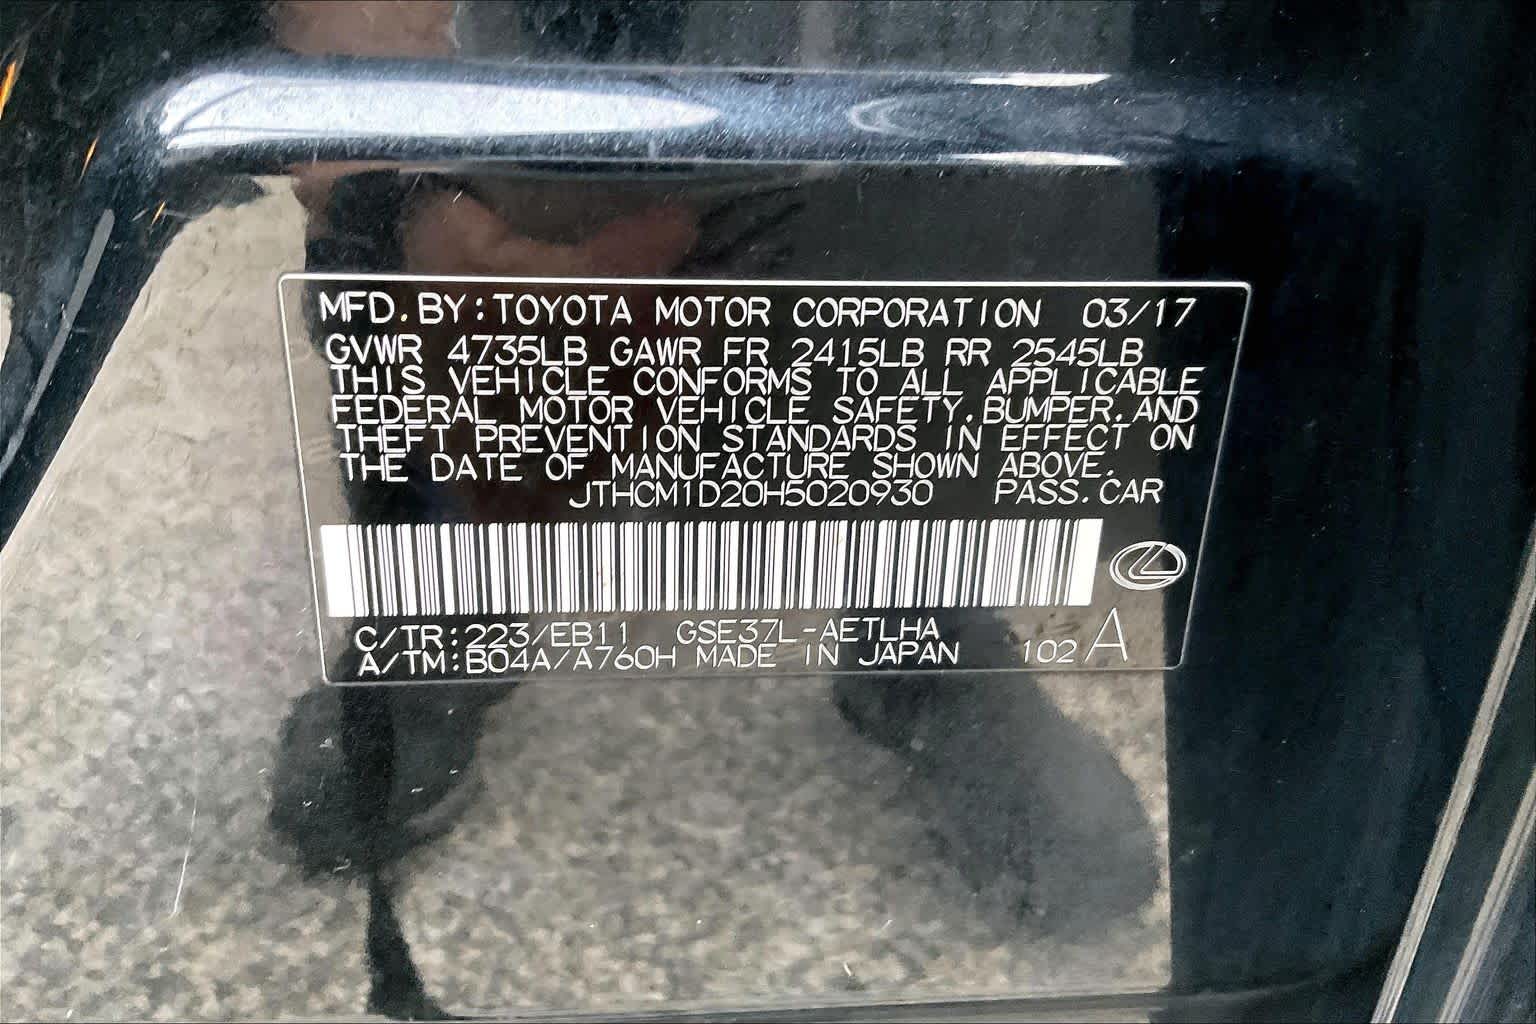 MFD. BY: TOYOTA MOTOR CORPORATION 03/17
GVWR 4735LB GAWR FR 2415LB RR 2545LB
THIS VEHICLE CONFORMS TO ALL APPLICABLE
FEDERAL MOTOR VEHICLE SAFETY, BUMPER, AND
THEFT PREVENTION STANDARDS IN EFFECT ON
THE DATE OF MANUFACTURE SHOWN ABOVE.
JTHCM1D20H5020930 PASS. CAR
C/TR: 223/EB11 GSE37L-AETLHA
A/TM: B04A/A760H MADE IN JAPAN 102 A